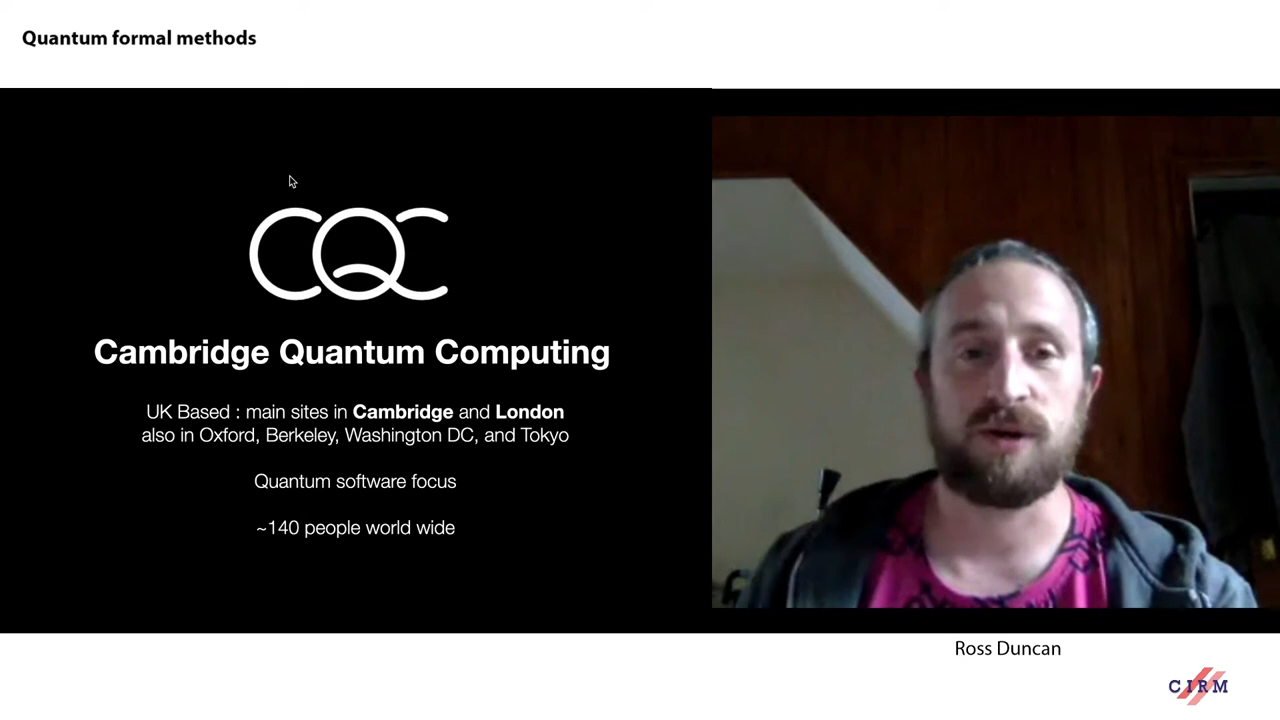 Quantum formal methods
CQC
Cambridge Quantum Computing
UK Based : main sites in Cambridge and London
also in Oxford, Berkeley, Washington DC, and Tokyo
Quantum software focus
~140 people world wide
Ross Duncan
CIRM